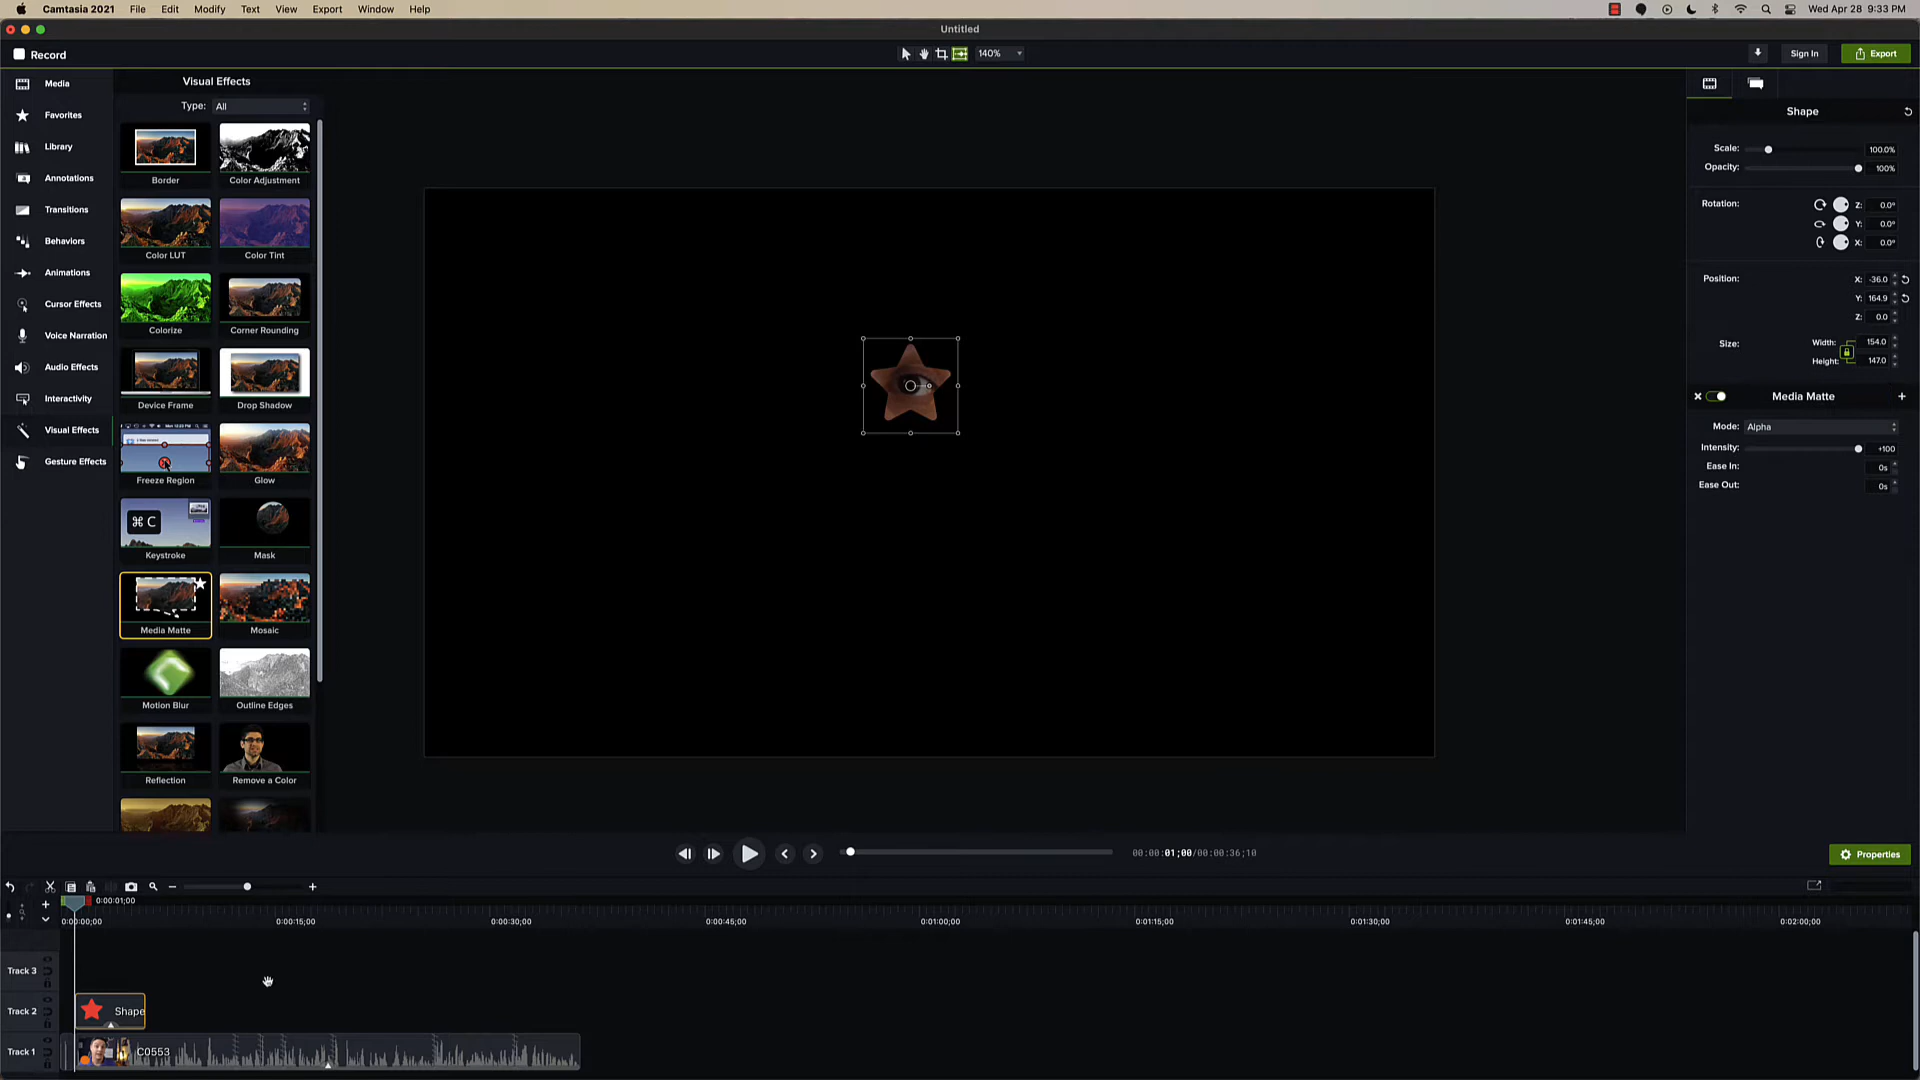 Camtasia 2021 File Edit Modify Text View Export Window Help Wed Apr 28 9:33 PM
Untitled
Record 140% Sign In Export
Media
Favorites
Library
Annotations
Transitions
Behaviors
Animations
Cursor Effects
Voice Narration
Audio Effects
Interactivity
Visual Effects
Gesture Effects
Visual Effects
Type: All
Border Color Adjustment
Color LUT Color Tint
Colorize Corner Rounding
Device Frame Drop Shadow
Freeze Region Glow
⌘ C
Keystroke Mask
Media Matte Mosaic
Motion Blur Outline Edges
Reflection Remove a Color
Shape
Scale: 100.0%
Opacity: 100%
Rotation: Z: 0.0°
Y: 0.0°
X: 0.0°
Position: X: -36.0
Y: 164.9
Z: 0.0
Size: Width: 154.0
Height: 147.0
Media Matte
Mode: Alpha
Intensity: +100
Ease In: 0s
Ease Out: 0s
00:00:01;00/00:00:36;10
Properties
0:00:01;00
0:00:00;00 0:00:15;00 0:00:30;00 0:00:45;00 0:01:00;00 0:01:15;00 0:01:30;00 0:01:45;00 0:02:00;00
Track 3
Track 2 Shape
Track 1 C0553